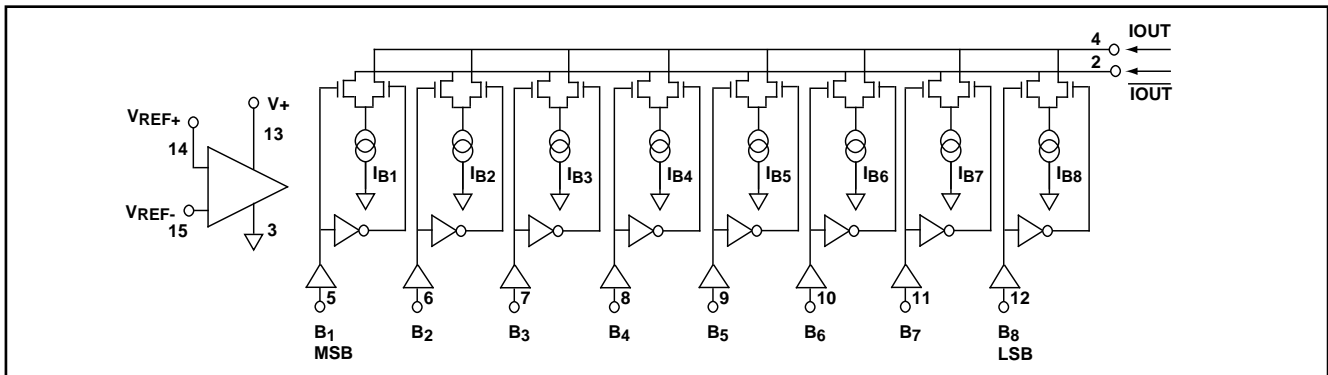 4 IOUT
2
IOUT
V+
VREF+ 13
14
IB1 IB2 IB3 IB4 IB5 IB6 IB7 IB8
VREF-
15 3
5 6 7 8 9 10 11 12
B1 B2 B3 B4 B5 B6 B7 B8
MSB LSB